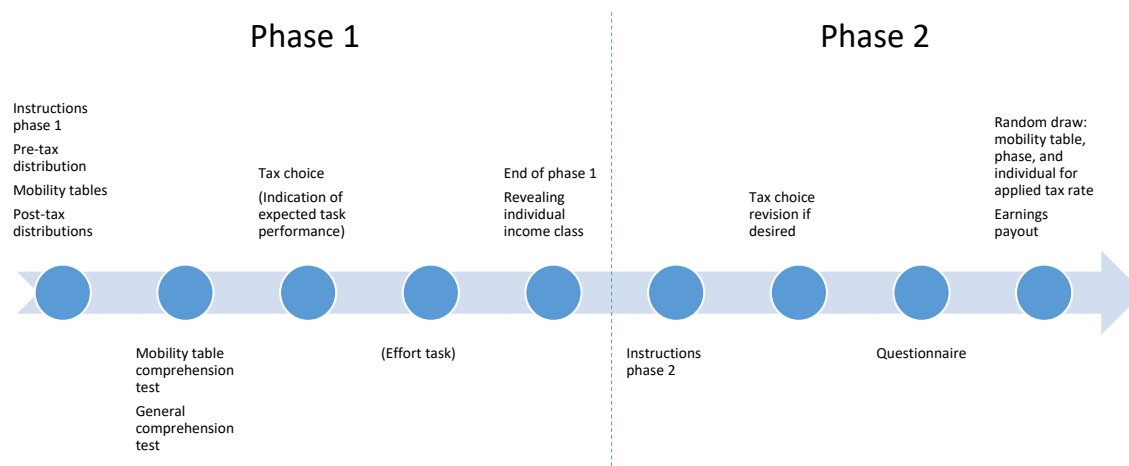 Phase 1
Phase 2
Instructions
phase 1
Pre-tax
distribution
Mobility tables
Post-tax
distributions
Mobility table
comprehension
test
General
comprehension
test
Tax choice
(Indication of
expected task
performance)
(Effort task)
End of phase 1
Revealing
individual
income class
Instructions
phase 2
Tax choice
revision if
desired
Questionnaire
Random draw:
mobility table,
phase, and
individual for
applied tax rate
Earnings
payout